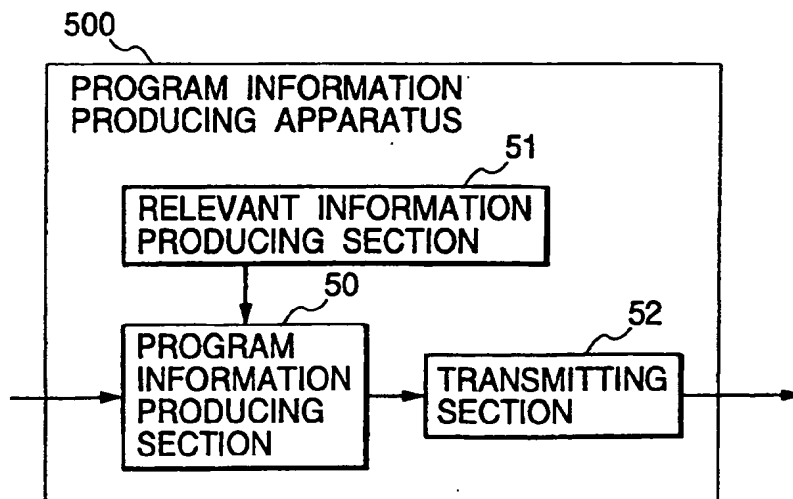 500
PROGRAM INFORMATION
PRODUCING APPARATUS
51
RELEVANT INFORMATION
PRODUCING SECTION
50
PROGRAM
INFORMATION
PRODUCING
SECTION
52
TRANSMITTING
SECTION